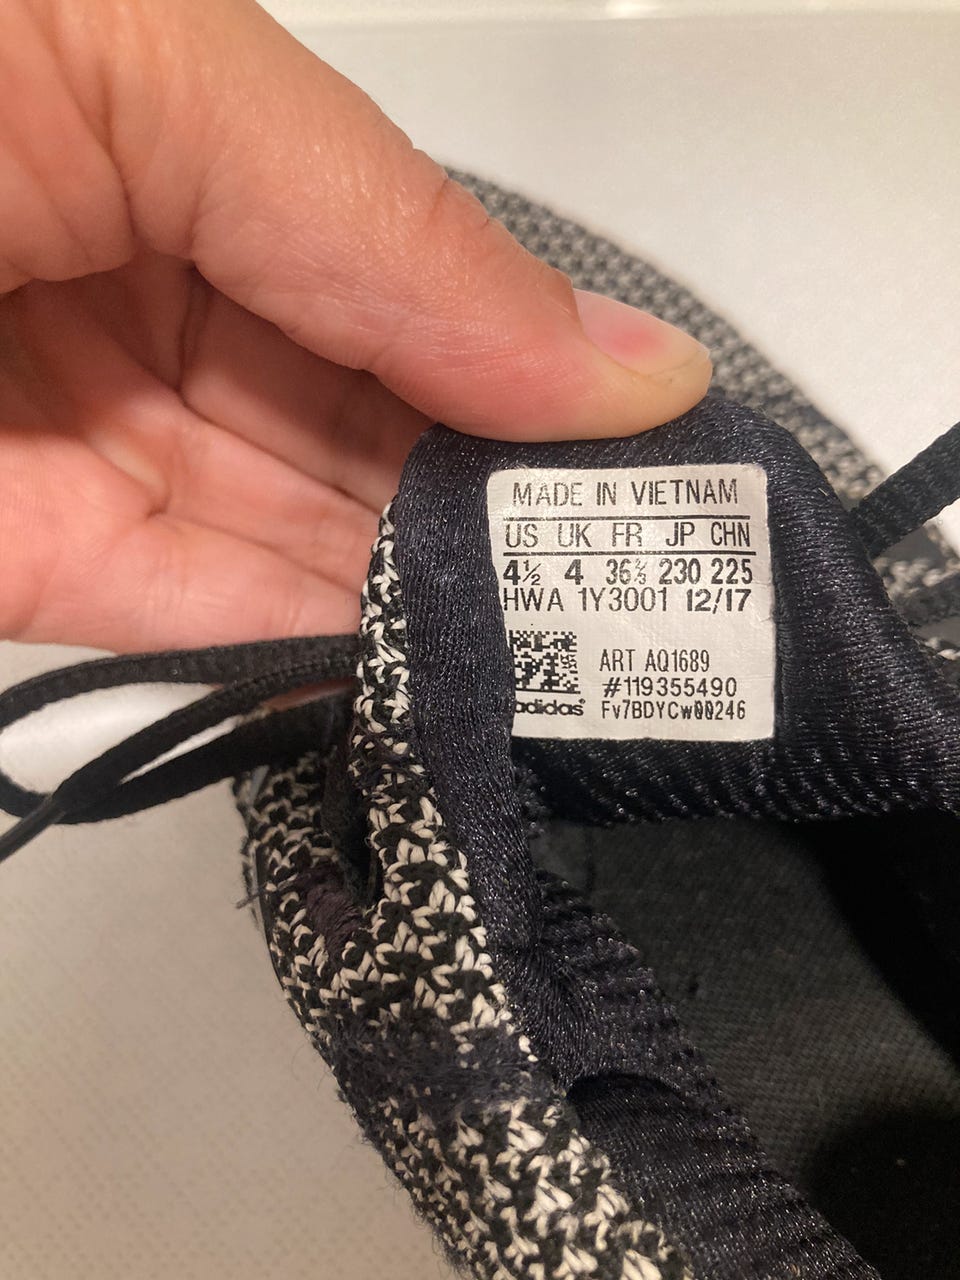 MADE IN VIETNAM
US UK FR JP CHN
4½ 4 36⅔ 230 225
HWA 1Y3001 12/17
ART AQ1689
#119355490
adidas® Fv7BDYCw00246